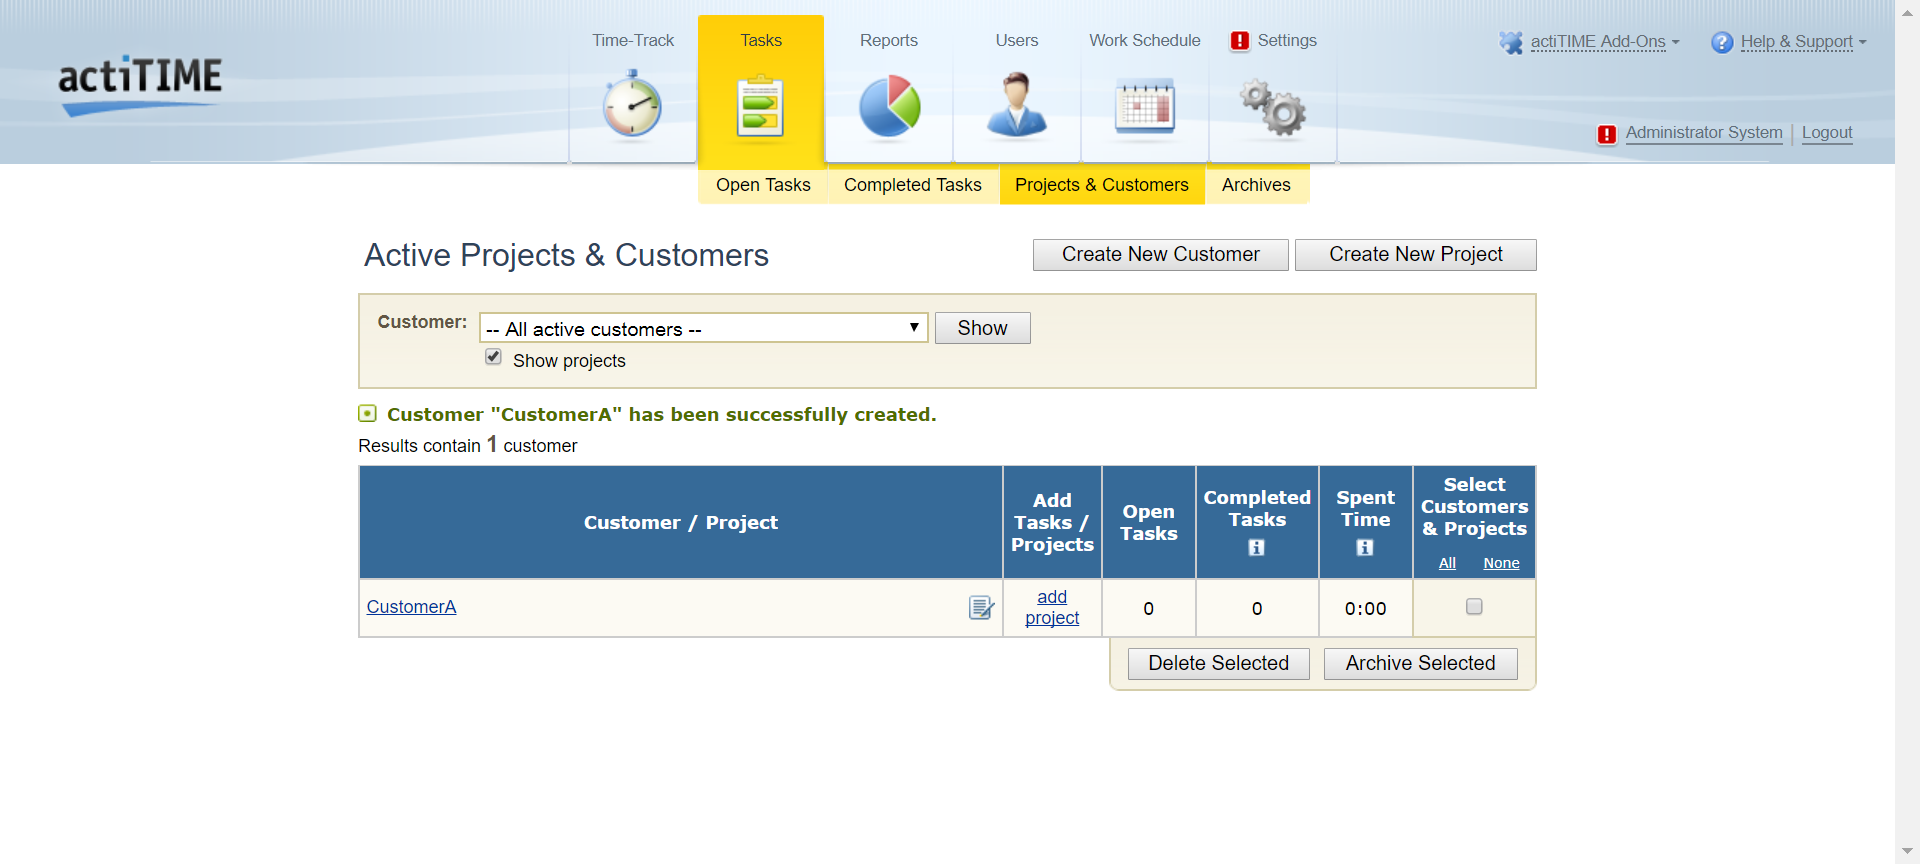 actiTIME
Time-Track
Tasks
Reports
Users
Work Schedule
Settings
actiTIME Add-Ons
Help & Support
Administrator System
Logout
Open Tasks
Completed Tasks
Projects & Customers
Archives
Active Projects & Customers
Create New Customer
Create New Project
Customer:
-- All active customers --
Show
Show projects
Customer "CustomerA" has been successfully created.
Results contain 1 customer
Customer / Project
Add
Tasks /
Projects
Open
Tasks
Completed
Tasks
Spent
Time
Select
Customers
& Projects
All None
CustomerA
add
project
0
0
0:00
Delete Selected
Archive Selected